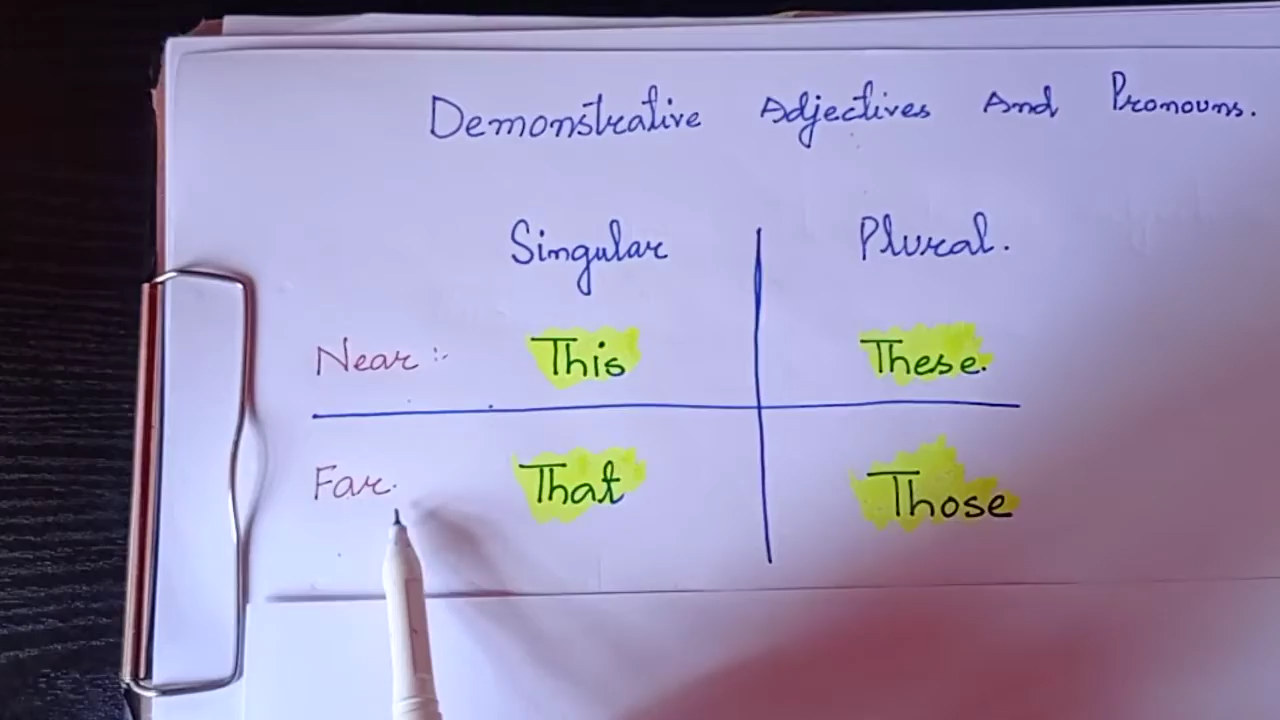 Demonstrative Adjectives And Pronouns.
Singular Plural.
Near :- This These.
Far. That Those